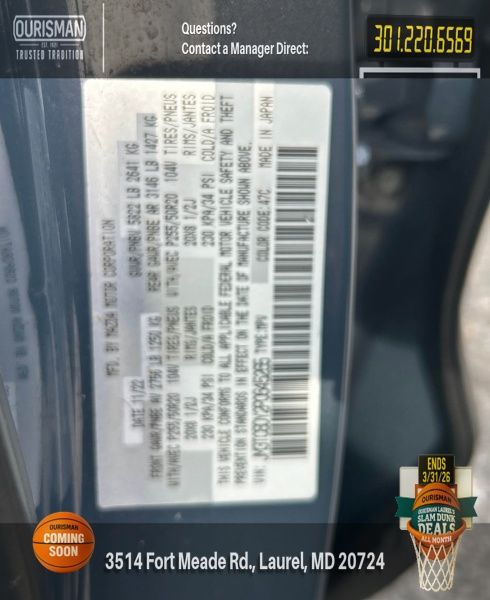 OURISMAN
EST. 1921
TRUSTED TRADITION
Questions?
Contact a Manager Direct:
301.220.6569
MFD. BY MAZDA MOTOR CORPORATION
DATE: 11/22
GVWR/PNBV 5822 LB 2641 KG
FRONT GAWR/PNBE AV 2756 LB 1250 KG
REAR GAWR/PNBE AR 3146 LB 1427 KG
WITH/AVEC P255/50R20 104V TIRES/PNEUS
WITH/AVEC P255/50R20 104V TIRES/PNEUS
20X8 1/2J RIMS/JANTES
20X8 1/2J RIMS/JANTES
230 KPA/34 PSI COLD/A FROID
230 KPA/34 PSI COLD/A FROID
THIS VEHICLE CONFORMS TO ALL APPLICABLE FEDERAL MOTOR VEHICLE SAFETY AND THEFT
PREVENTION STANDARDS IN EFFECT ON THE DATE OF MANUFACTURE SHOWN ABOVE.
VIN:
TYPE:MPV
COLOR CODE:47C
MADE IN JAPAN
ENDS
3/31/26
OURISMAN
OURISMAN LAUREL'S
SLAM DUNK
DEALS
ALL MONTH
OURISMAN
COMING
SOON
3514 Fort Meade Rd., Laurel, MD 20724